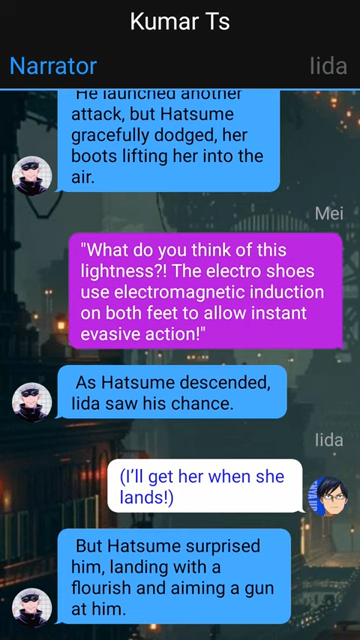 Kumar Ts
Narrator
Iida
He launched another
attack, but Hatsume
gracefully dodged, her
boots lifting her into the
air.
Mei
"What do you think of this
lightness?! The electro shoes
use electromagnetic induction
on both feet to allow instant
evasive action!"
As Hatsume descended,
Iida saw his chance.
Iida
(I'll get her when she
lands!)
But Hatsume surprised
him, landing with a
flourish and aiming a gun
at him.